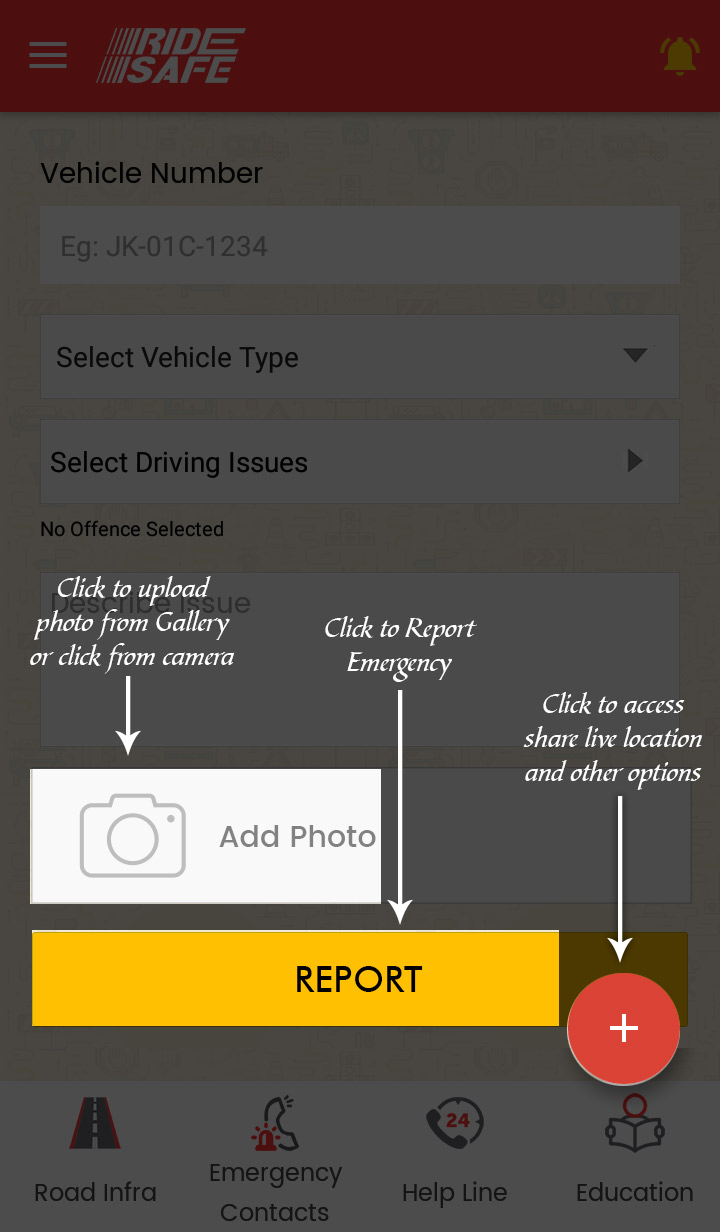 RIDE
SAFE
Vehicle Number
Eg: JK-01C-1234
Select Vehicle Type
Select Driving Issues
No Offence Selected
Describe Issue
Click to upload
photo from Gallery
or click from camera
Click to Report
Emergency
Click to access
share live location
and other options
Add Photo
REPORT
+
24
Road Infra
Emergency
Contacts
Help Line
Education